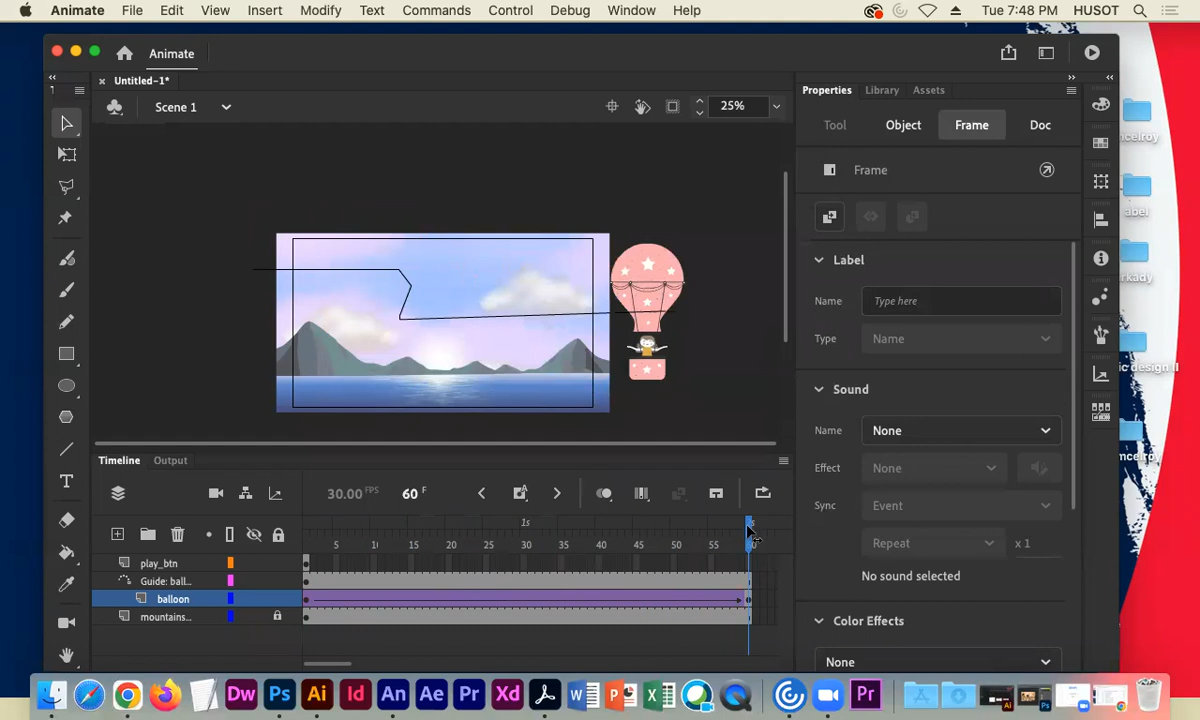 Animate File Edit View Insert Modify Text Commands Control Debug Window Help Tue 7:48 PM HUSOT
Animate
Untitled-1*
Scene 1
25%
Properties Library Assets
Tool Object Frame Doc
Frame
Label
Name Type here
Type Name
Sound
Name None
Effect None
Sync Event
Repeat x 1
No sound selected
Color Effects
None
Timeline Output
30.00 FPS 60 F
1s
5 10 15 20 25 30 35 40 45 50 55
play_btn
Guide: ball...
balloon
mountains...
T
Dw Ps Ai Id An Ae Pr Xd Pr